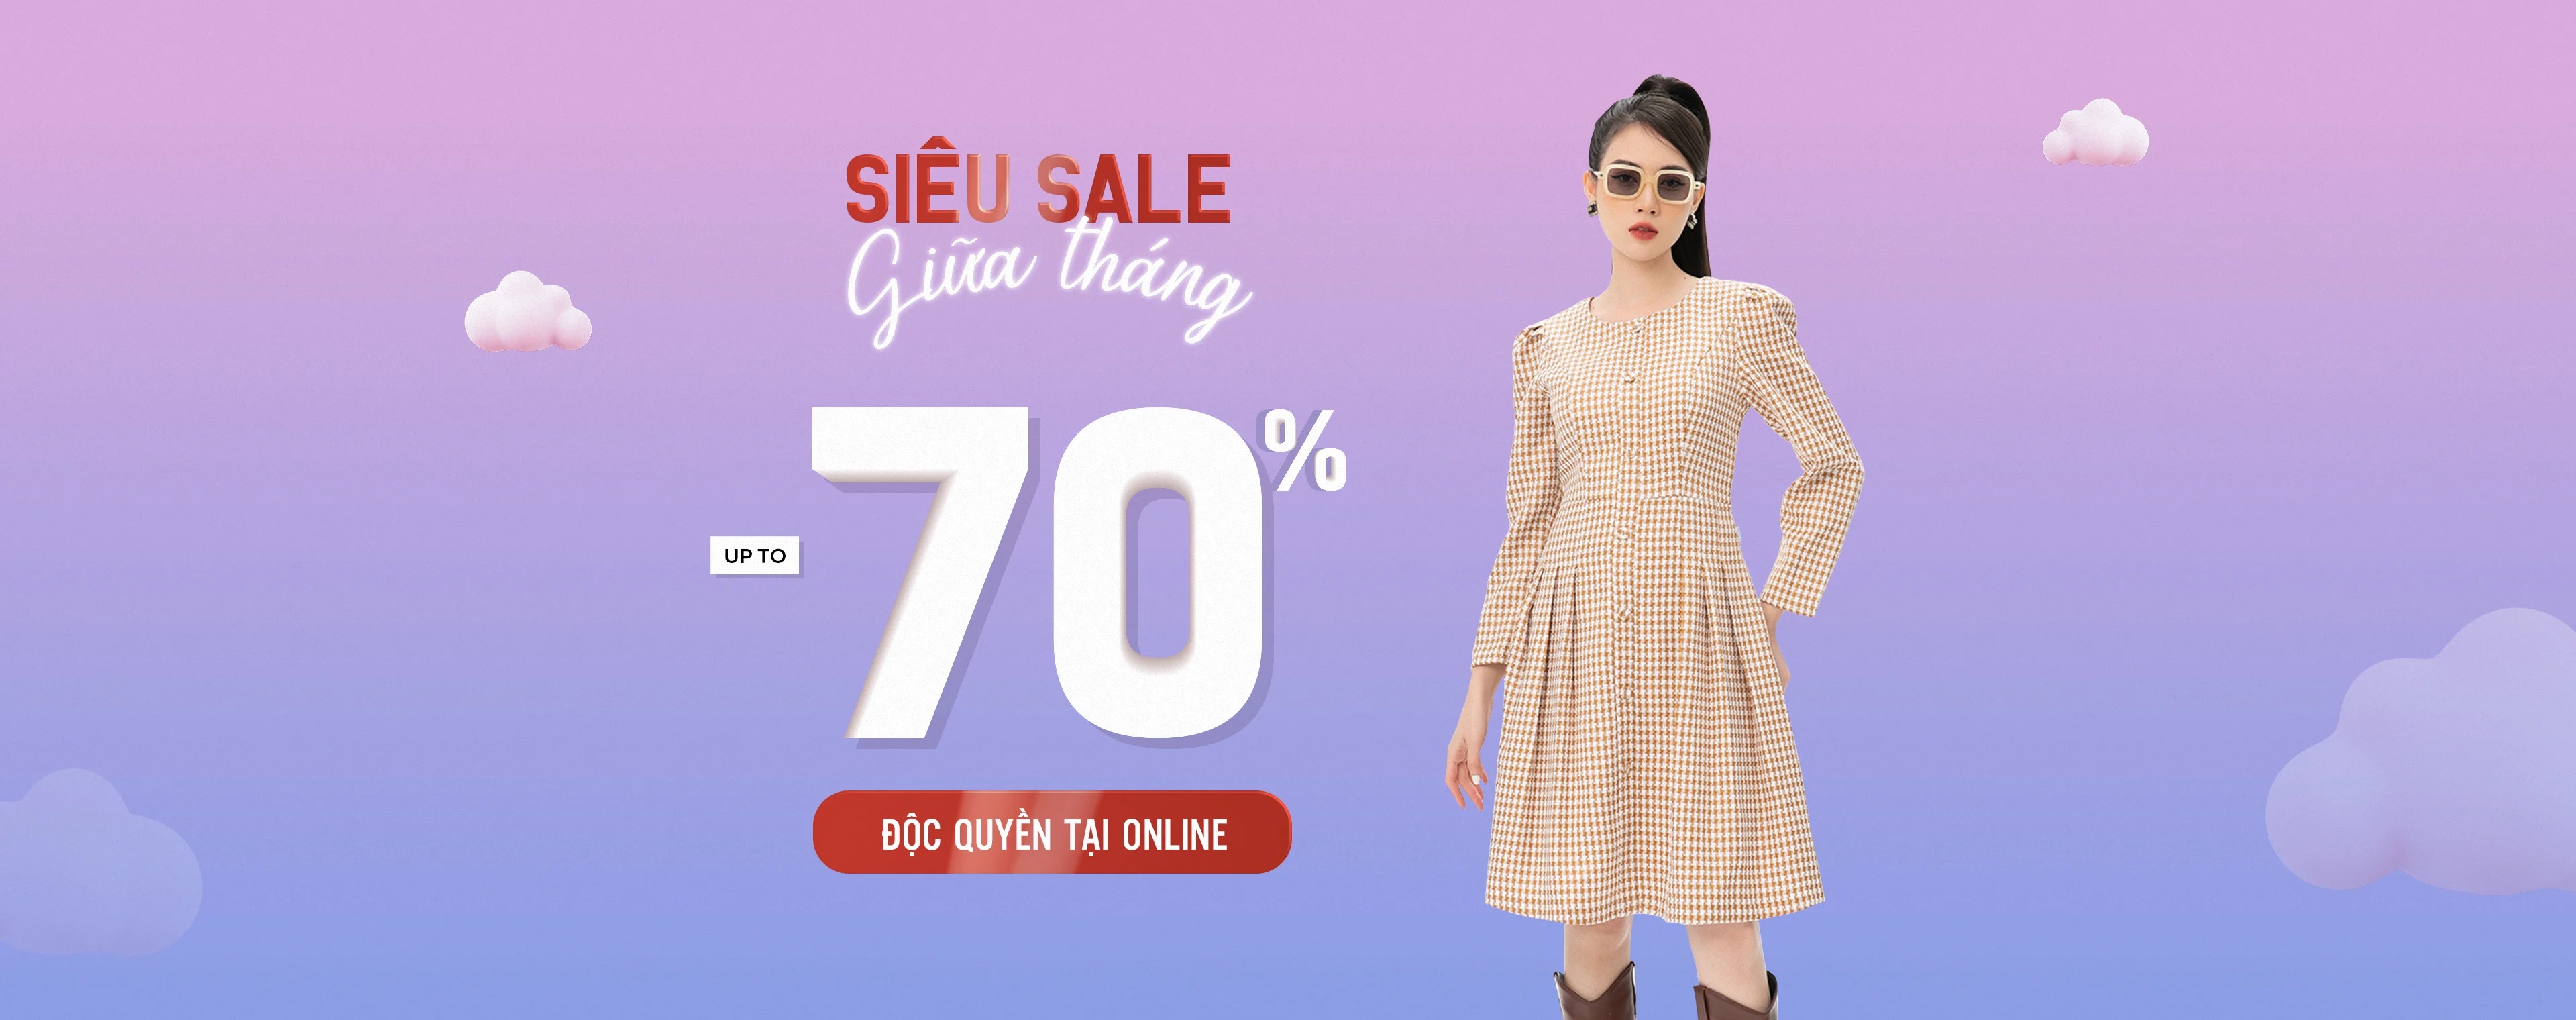 SIÊU SALE
Giữa tháng
UP TO
70%
ĐỘC QUYỀN TẠI ONLINE